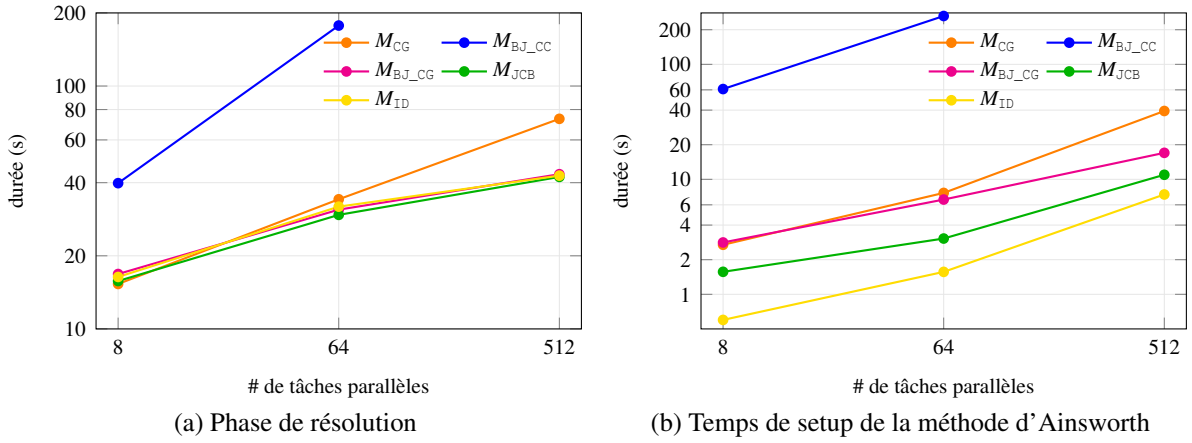 200
100
80
60
40
20
10
durée (s)
M_CG M_BJ_CC
M_BJ_CG M_JCB
M_ID
8 64 512
# de tâches parallèles
(a) Phase de résolution
200
100
60
40
20
10
6
4
2
1
durée (s)
M_CG M_BJ_CC
M_BJ_CG M_JCB
M_ID
8 64 512
# de tâches parallèles
(b) Temps de setup de la méthode d'Ainsworth